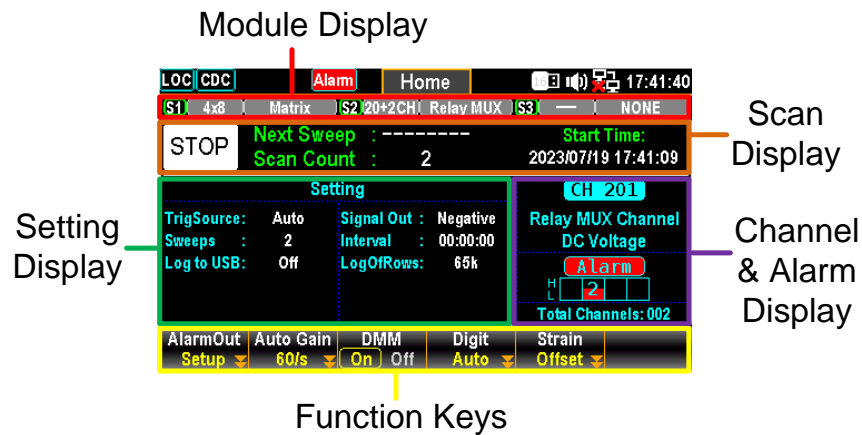 Module Display
LOC CDC Alarm Home 17:41:40
S1 4x8 Matrix S2 20+2CH Relay MUX S3 — NONE
STOP
Next Sweep : --------
Scan Count : 2
Start Time:
2023/07/19 17:41:09
Scan
Display
Setting
Display
Setting
TrigSource: Auto Signal Out : Negative
Sweeps : 2 Interval : 00:00:00
Log to USB: Off LogOfRows: 65k
CH 201
Relay MUX Channel
DC Voltage
Alarm
H
L 2
Total Channels: 002
Channel
& Alarm
Display
AlarmOut Auto Gain DMM Digit Strain
Setup 60/s On Off Auto Offset
Function Keys